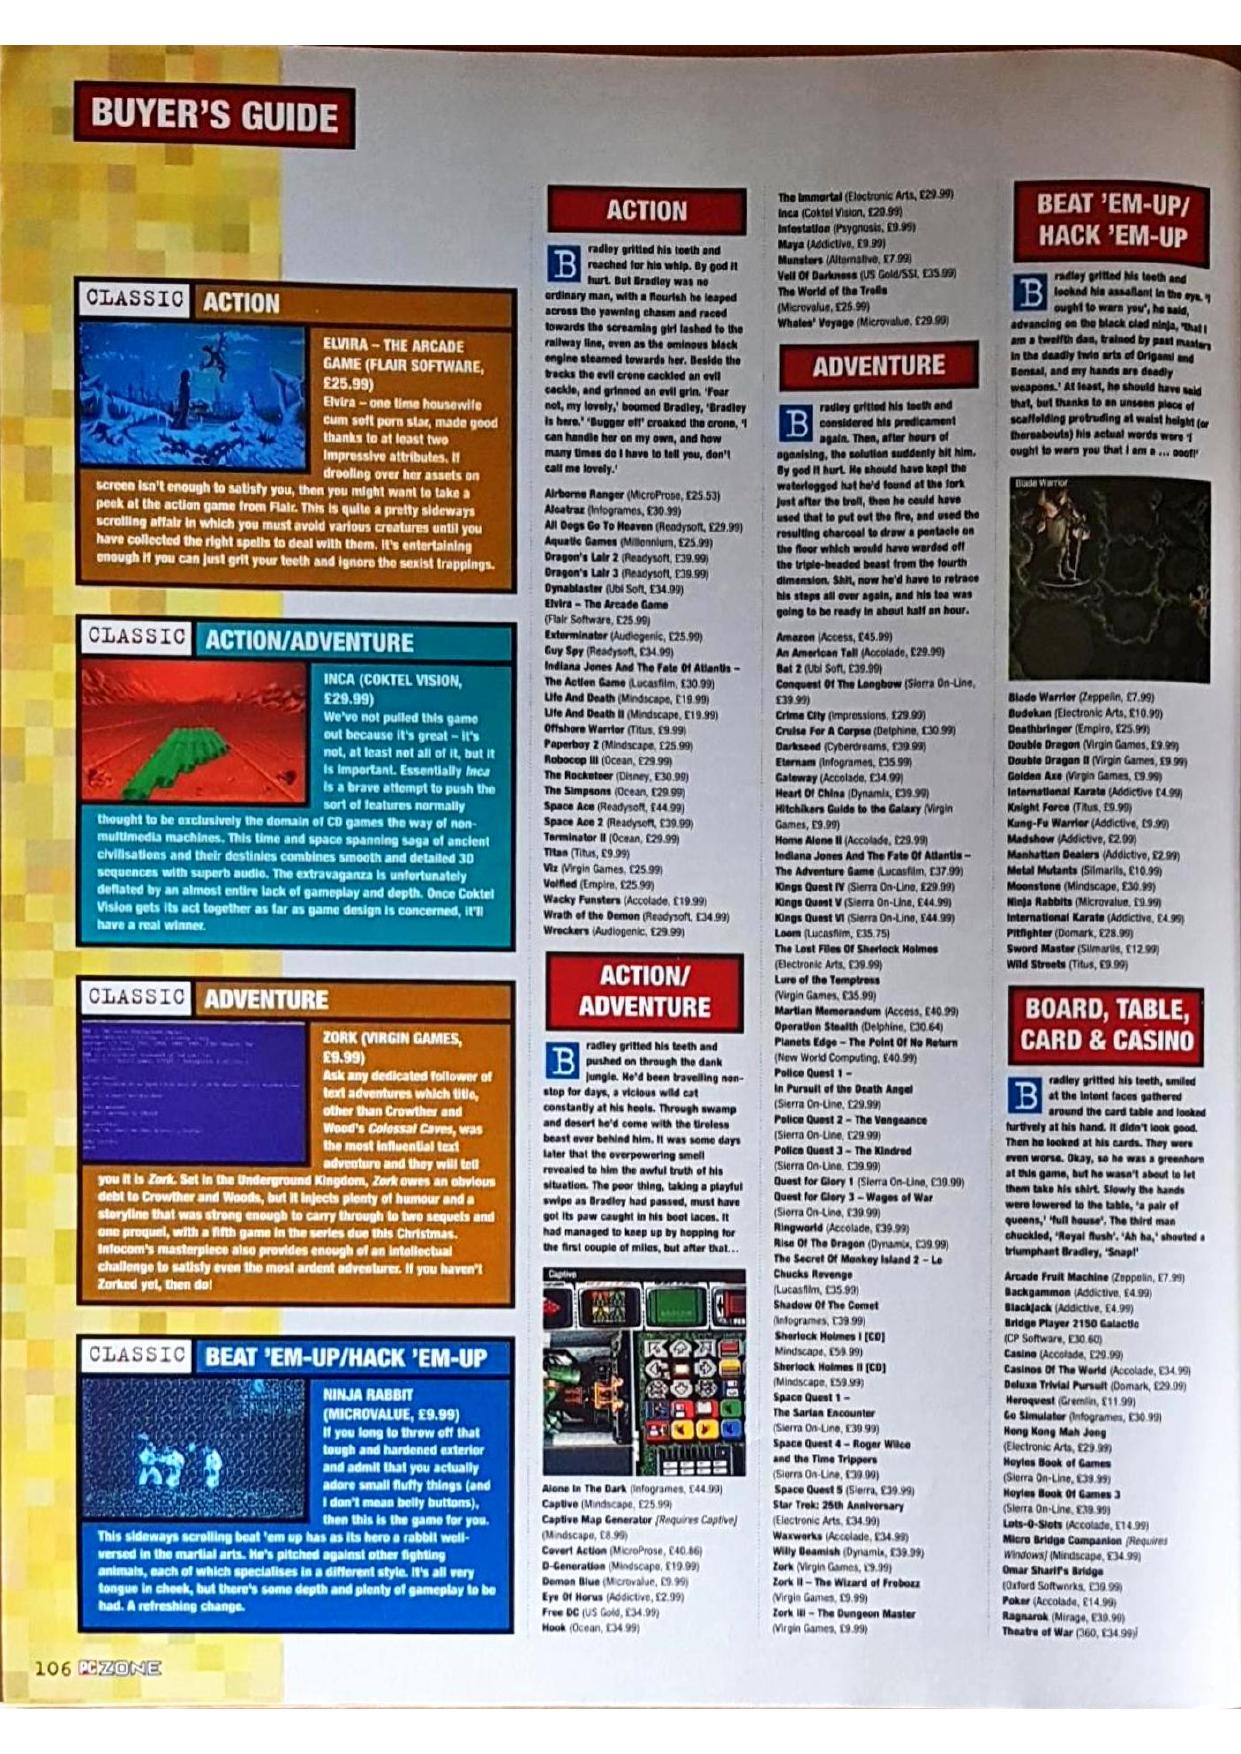 BUYER'S GUIDE
CLASSIC ACTION
ELVIRA – THE ARCADE
GAME (FLAIR SOFTWARE,
£25.99)
Elvira – one time housewife
cum soft porn star, made good
thanks to at least two
impressive attributes. If
drooling over her assets on
screen isn't enough to satisfy you, then you might want to take a
peek at the action game from Flair. This is quite a pretty sideways
scrolling affair in which you must avoid various creatures until you
have collected the right spells to deal with them. It's entertaining
enough if you can just grit your teeth and ignore the sexist trappings.
CLASSIC ACTION/ADVENTURE
INCA (COKTEL VISION,
£29.99)
We've not pulled this game
out because it's great – it's
not, at least not all of it, but it
is important. Essentially Inca
is a brave attempt to push the
sort of features normally
thought to be exclusively the domain of CD games the way of non-
multimedia machines. This time and space spanning saga of ancient
civilisations and their destinies combines smooth and detailed 3D
sequences with superb audio. The extravaganza is unfortunately
deflated by an almost entire lack of gameplay and depth. Once Coktel
Vision gets its act together as far as game design is concerned, it'll
have a real winner.
CLASSIC ADVENTURE
ZORK (VIRGIN GAMES,
£9.99)
Ask any dedicated follower of
text adventures which title,
other than Crowther and
Wood's Colossal Caves, was
the most influential text
adventure and they will tell
you it is Zork. Set in the Underground Kingdom, Zork owes an obvious
debt to Crowther and Woods, but it injects plenty of humour and a
storyline that was strong enough to carry through to two sequels and
one prequel, with a fifth game in the series due this Christmas.
Infocom's masterpiece also provides enough of an intellectual
challenge to satisfy even the most ardent adventurer. If you haven't
Zorked yet, then do!
CLASSIC BEAT 'EM-UP/HACK 'EM-UP
NINJA RABBIT
(MICROVALUE, £9.99)
If you long to throw off that
tough and hardened exterior
and admit that you actually
adore small fluffy things (and
I don't mean belly buttons),
then this is the game for you.
This sideways scrolling beat 'em up has as its hero a rabbit well-
versed in the martial arts. He's pitched against other fighting
animals, each of which specialises in a different style. It's all very
tongue in cheek, but there's some depth and plenty of gameplay to be
had. A refreshing change.
106 PC ZONE
ACTION
Bradley gritted his teeth and
reached for his whip. By god it
hurt. But Bradley was no
ordinary man, with a flourish he leaped
across the yawning chasm and raced
towards the screaming girl lashed to the
railway line, even as the ominous black
engine steamed towards her. Beside the
tracks the evil crone cackled an evil
cackle, and grinned an evil grin. 'Fear
not, my lovely,' boomed Bradley, 'Bradley
is here.' 'Bugger off' croaked the crone, 'I
can handle her on my own, and how
many times do I have to tell you, don't
call me lovely.'
Airborne Ranger (MicroProse, £25.53)
Alcatraz (Infogrames, £30.99)
All Dogs Go To Heaven (Readysoft, £29.99)
Aquatic Games (Millennium, £25.99)
Dragon's Lair 2 (Readysoft, £39.99)
Dragon's Lair 3 (Readysoft, £39.99)
Dynablaster (Ubi Soft, £34.99)
Elvira – The Arcade Game
(Flair Software, £25.99)
Exterminator (Audiogenic, £25.99)
Guy Spy (Readysoft, £34.99)
Indiana Jones And The Fate Of Atlantis –
The Action Game (Lucasfilm, £30.99)
Life And Death (Mindscape, £19.99)
Life And Death II (Mindscape, £19.99)
Offshore Warrior (Titus, £9.99)
Paperboy 2 (Mindscape, £25.99)
Robocop III (Ocean, £29.99)
The Rocketeer (Disney, £30.99)
The Simpsons (Ocean, £29.99)
Space Ace (Readysoft, £44.99)
Space Ace 2 (Readysoft, £39.99)
Terminator II (Ocean, £29.99)
Titan (Titus, £9.99)
Viz (Virgin Games, £25.99)
Volfied (Empire, £25.99)
Wacky Funsters (Accolade, £19.99)
Wrath of the Demon (Readysoft, £34.99)
Wreckers (Audiogenic, £29.99)
ACTION/
ADVENTURE
Bradley gritted his teeth and
pushed on through the dank
jungle. He'd been travelling non-
stop for days, a vicious wild cat
constantly at his heels. Through swamp
and desert he'd come with the tireless
beast ever behind him. It was some days
later that the overpowering smell
revealed to him the awful truth of his
situation. The poor thing, taking a playful
swipe as Bradley had passed, must have
got its paw caught in his boot laces. It
had managed to keep up by hopping for
the first couple of miles, but after that...
Captive
Alone In The Dark (Infogrames, £44.99)
Captive (Mindscape, £25.99)
Captive Map Generator [Requires Captive]
(Mindscape, £8.99)
Covert Action (MicroProse, £40.86)
D-Generation (Mindscape, £19.99)
Demon Blue (Microvalue, £9.99)
Eye Of Horus (Addictive, £2.99)
Free DC (US Gold, £34.99)
Hook (Ocean, £34.99)
The Immortal (Electronic Arts, £29.99)
Inca (Coktel Vision, £29.99)
Infestation (Psygnosis, £9.99)
Maya (Addictive, £9.99)
Munsters (Alternative, £7.99)
Veil Of Darkness (US Gold/SSI, £35.99)
The World of the Trolls
(Microvalue, £25.99)
Whales' Voyage (Microvalue, £29.99)
ADVENTURE
Bradley gritted his teeth and
considered his predicament
again. Then, after hours of
agonising, the solution suddenly hit him.
By god it hurt. He should have kept the
waterlogged hat he'd found at the fork
just after the troll, then he could have
used that to put out the fire, and used the
resulting charcoal to draw a pentacle on
the floor which would have warded off
the triple-headed beast from the fourth
dimension. Shit, now he'd have to retrace
his steps all over again, and his tea was
going to be ready in about half an hour.
Amazon (Access, £45.99)
An American Tail (Accolade, £29.99)
Bat 2 (Ubi Soft, £39.99)
Conquest Of The Longbow (Sierra On-Line,
£39.99)
Crime City (Impressions, £29.99)
Cruise For A Corpse (Delphine, £30.99)
Darkseed (Cyberdreams, £39.99)
Eternam (Infogrames, £35.99)
Gateway (Accolade, £34.99)
Heart Of China (Dynamix, £39.99)
Hitchikers Guide to the Galaxy (Virgin
Games, £9.99)
Home Alone II (Accolade, £29.99)
Indiana Jones And The Fate Of Atlantis –
The Adventure Game (Lucasfilm, £37.99)
Kings Quest IV (Sierra On-Line, £29.99)
Kings Quest V (Sierra On-Line, £44.99)
Kings Quest VI (Sierra On-Line, £44.99)
Loom (Lucasfilm, £35.75)
The Lost Files Of Sherlock Holmes
(Electronic Arts, £39.99)
Lure of the Temptress
(Virgin Games, £35.99)
Martian Memorandum (Access, £40.99)
Operation Stealth (Delphine, £30.64)
Planets Edge – The Point Of No Return
(New World Computing, £40.99)
Police Quest 1 –
In Pursuit of the Death Angel
(Sierra On-Line, £29.99)
Police Quest 2 – The Vengeance
(Sierra On-Line, £29.99)
Police Quest 3 – The Kindred
(Sierra On-Line, £39.99)
Quest for Glory 1 (Sierra On-Line, £39.99)
Quest for Glory 3 – Wages of War
(Sierra On-Line, £39.99)
Ringworld (Accolade, £39.99)
Rise Of The Dragon (Dynamix, £39.99)
The Secret Of Monkey Island 2 – Le
Chucks Revenge
(Lucasfilm, £35.99)
Shadow Of The Comet
(Infogrames, £39.99)
Sherlock Holmes I [CD]
Mindscape, £59.99)
Sherlock Holmes II [CD]
(Mindscape, £59.99)
Space Quest 1 –
The Sarian Encounter
(Sierra On-Line, £39.99)
Space Quest 4 – Roger Wilco
and the Time Trippers
(Sierra On-Line, £39.99)
Space Quest 5 (Sierra, £39.99)
Star Trek: 25th Anniversary
(Electronic Arts, £34.99)
Waxworks (Accolade, £34.99)
Willy Beamish (Dynamix, £39.99)
Zork (Virgin Games, £9.99)
Zork II – The Wizard of Frobozz
(Virgin Games, £9.99)
Zork III – The Dungeon Master
(Virgin Games, £9.99)
BEAT 'EM-UP/
HACK 'EM-UP
Bradley gritted his teeth and
looknd his assailant in the eye. 'I
ought to warn you', he said,
advancing on the black clad ninja, 'that I
am a twelfth dan, trained by past masters
in the deadly twin arts of Origami and
Bonsai, and my hands are deadly
weapons.' At least, he should have said
that, but thanks to an unseen piece of
scaffolding protruding at waist height (or
thereabouts) his actual words were 'I
ought to warn you that I am a ... ooof!'
Blade Warrior
Blade Warrior (Zeppelin, £7.99)
Budokan (Electronic Arts, £10.99)
Deathbringer (Empire, £25.99)
Double Dragon (Virgin Games, £9.99)
Double Dragon II (Virgin Games, £9.99)
Golden Axe (Virgin Games, £9.99)
International Karate (Addictive £4.99)
Knight Force (Titus, £9.99)
Kung-Fu Warrior (Addictive, £9.99)
Madshow (Addictive, £2.99)
Manhattan Dealers (Addictive, £2.99)
Metal Mutants (Silmarils, £10.99)
Moonstone (Mindscape, £30.99)
Ninja Rabbits (Microvalue, £9.99)
International Karate (Addictive, £4.99)
Pitfighter (Domark, £28.99)
Sword Master (Silmarils, £12.99)
Wild Streets (Titus, £9.99)
BOARD, TABLE,
CARD & CASINO
Bradley gritted his teeth, smiled
at the intent faces gathered
around the card table and looked
furtively at his hand. It didn't look good.
Then he looked at his cards. They were
even worse. Okay, so he was a greenhorn
at this game, but he wasn't about to let
them take his shirt. Slowly the hands
were lowered to the table, 'a pair of
queens,' 'full house'. The third man
chuckled, 'Royal flush'. 'Ah ha,' shouted a
triumphant Bradley, 'Snap!'
Arcade Fruit Machine (Zeppelin, £7.99)
Backgammon (Addictive, £4.99)
Blackjack (Addictive, £4.99)
Bridge Player 2150 Galactic
(CP Software, £30.60)
Casino (Accolade, £29.99)
Casinos Of The World (Accolade, £34.99)
Deluxe Trivial Pursuit (Domark, £29.99)
Heroquest (Gremlin, £11.99)
Go Simulator (Infogrames, £30.99)
Hong Kong Mah Jong
(Electronic Arts, £29.99)
Hoyles Book of Games
(Sierra On-Line, £39.99)
Hoyles Book Of Games 3
(Sierra On-Line, £39.99)
Lots-O-Slots (Accolade, £14.99)
Micro Bridge Companion [Requires
Windows] (Mindscape, £34.99)
Omar Sharif's Bridge
(Oxford Softworks, £39.99)
Poker (Accolade, £14.99)
Ragnarok (Mirage, £39.99)
Theatre of War (360, £34.99)